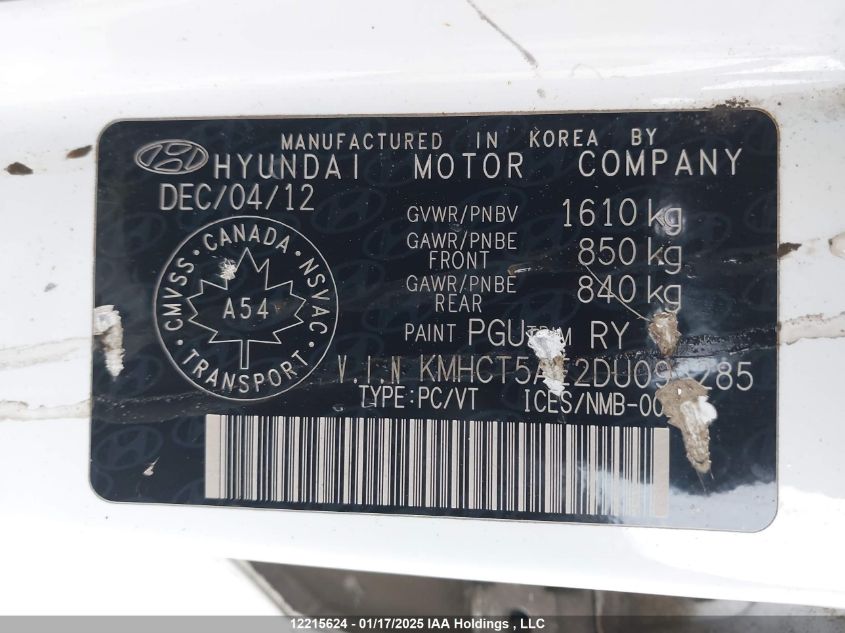 MANUFACTURED IN KOREA BY
HYUNDAI MOTOR COMPANY
DEC/04/12
GVWR/PNBV 1610 kg
GAWR/PNBE FRONT 850 kg
GAWR/PNBE REAR 840 kg
PAINT PGU TRIM RY
CANADA
CMVSS
NSVAC
A54
TRANSPORT
V.I.N
TYPE:PC/VT
12215624 - 01/17/2025 IAA Holdings , LLC